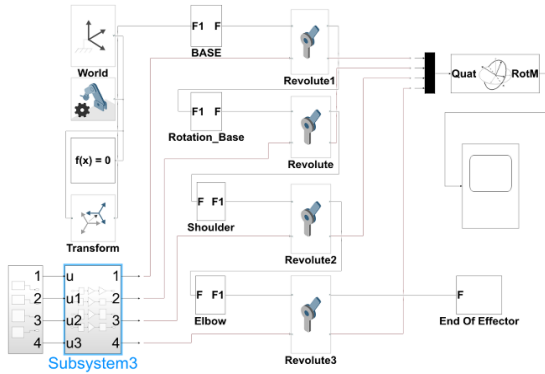 F1 F
BASE
World
Revolute1
Quat RotM
F1 F
Rotation_Base
Revolute
f(x) = 0
F F1
Shoulder
Transform
Revolute2
1 u 1
2 u1 2
3 u2 3
4 u3 4
Subsystem3
F F1
Elbow
Revolute3
F
End Of Effector